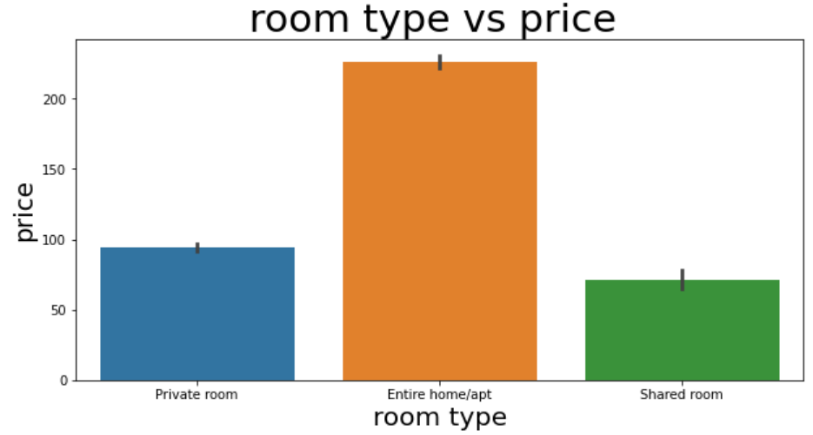 room type vs price
price
200
150
100
50
0
Private room
Entire home/apt
Shared room
room type